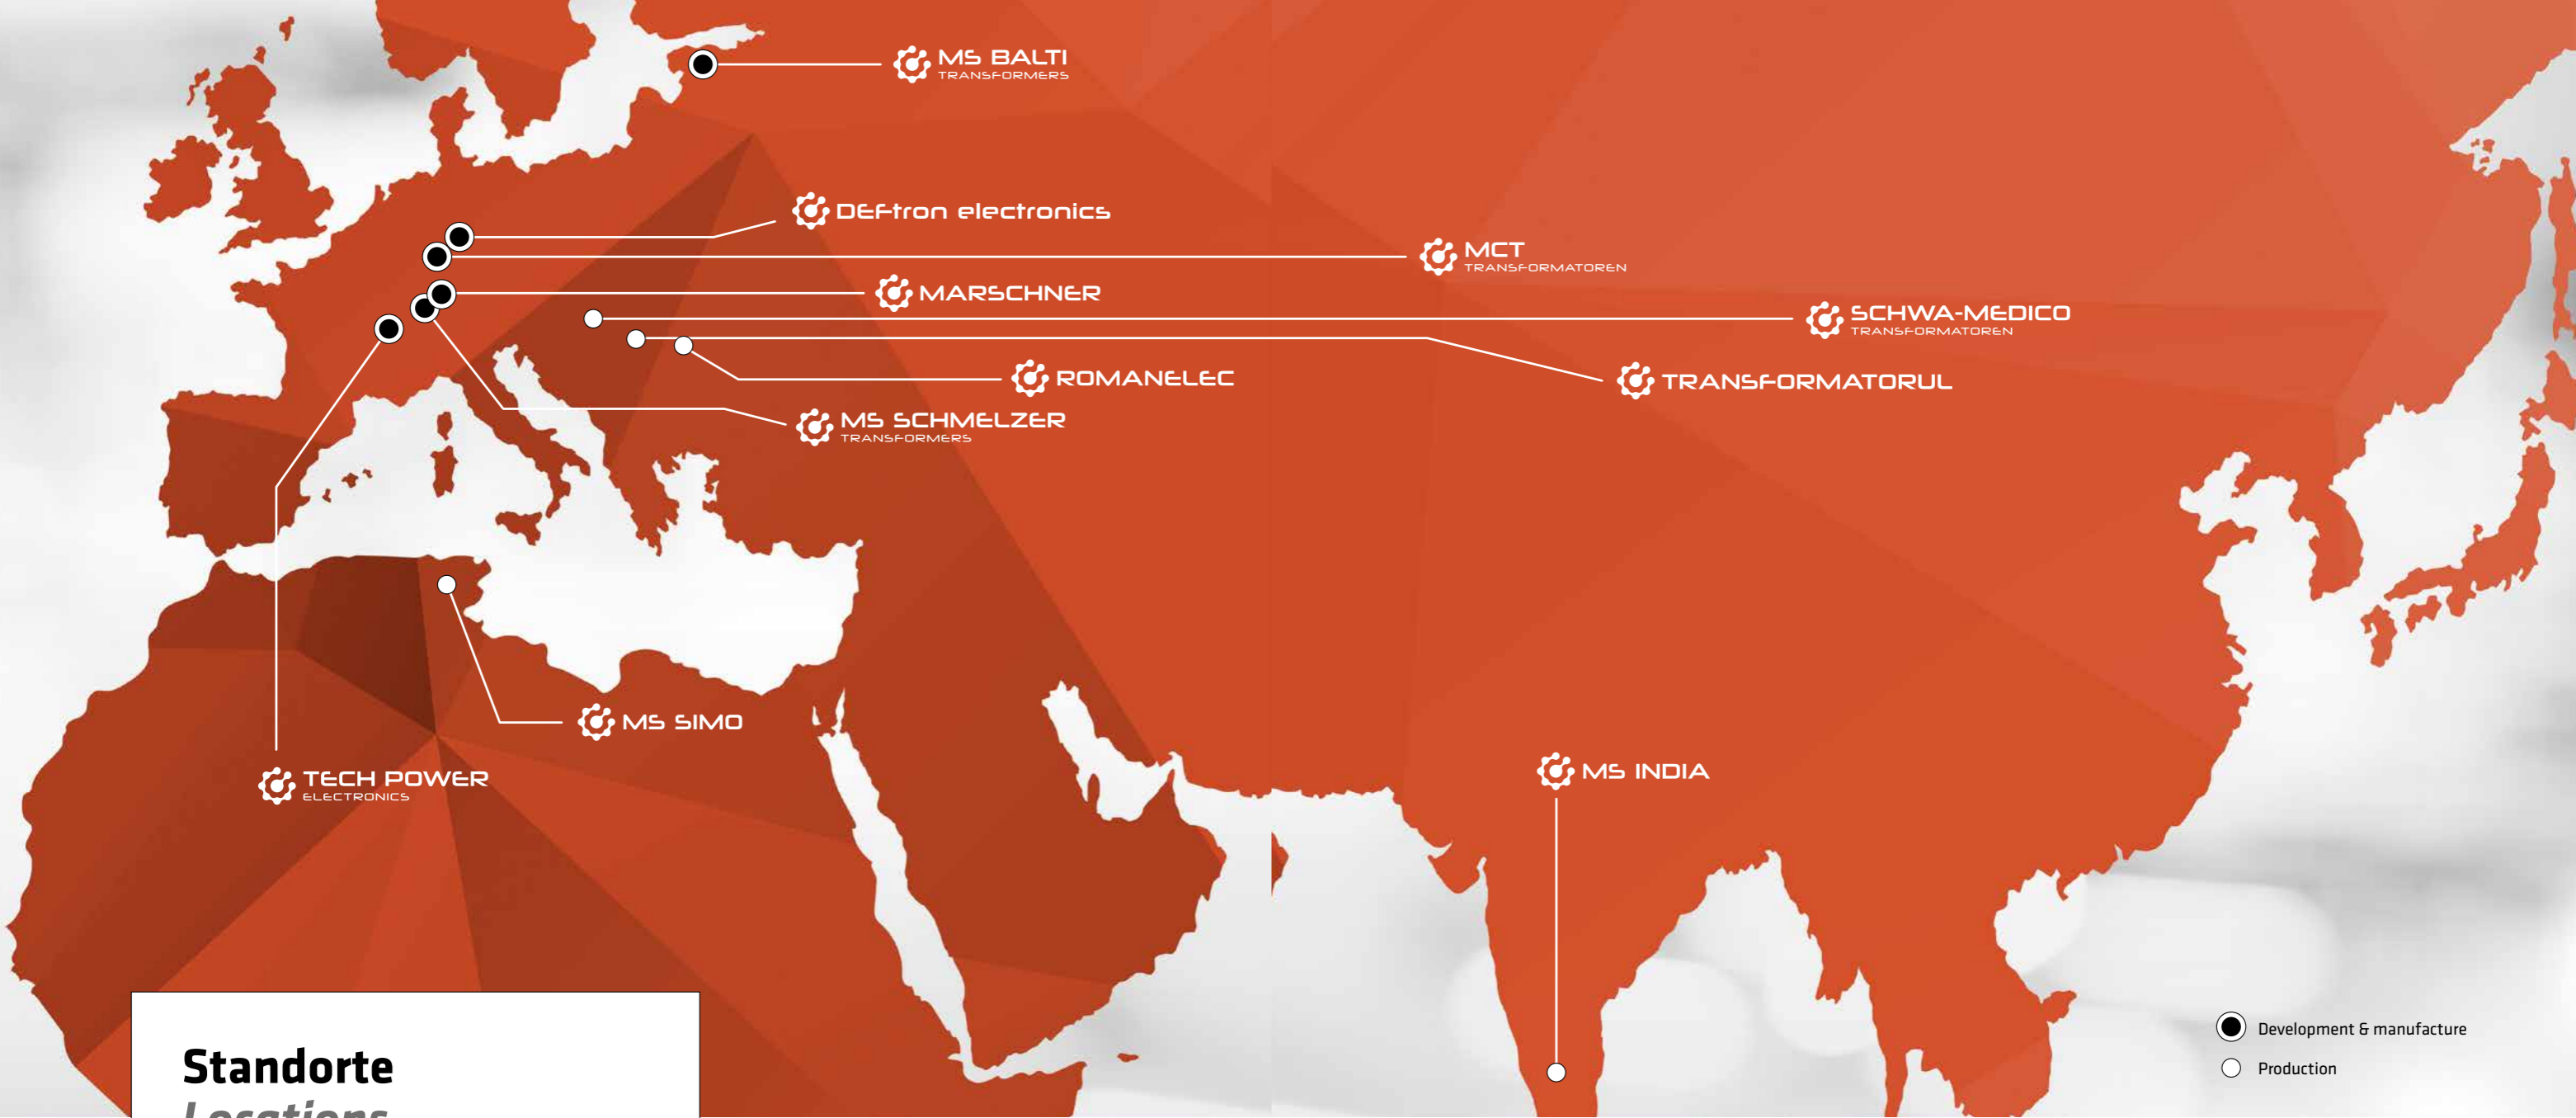 MS BALTI
TRANSFORMERS
DEFtron electronics
MCT
TRANSFORMATOREN
MARSCHNER
SCHWA-MEDICO
TRANSFORMATOREN
ROMANELEC
TRANSFORMATORUL
MS SCHMELZER
TRANSFORMERS
MS SIMO
TECH POWER
ELECTRONICS
MS INDIA
Standorte
Locations
Development & manufacture
Production